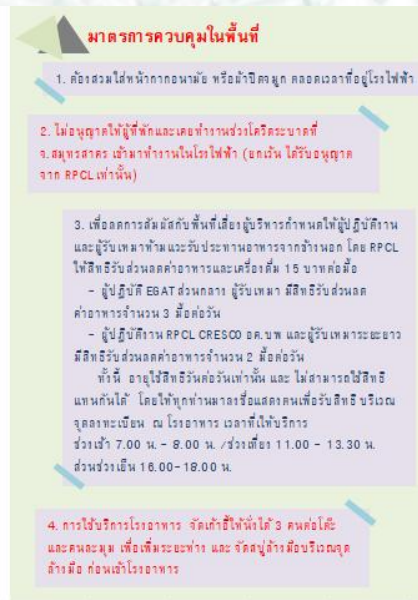 มาตรการควบคุมในพื้นที่
1. ต้องสวมใส่หน้ากากอนามัย หรือผ้าปิดจมูก ตลอดเวลาที่อยู่โรงไฟฟ้า
2. ไม่อนุญาตให้ผู้ที่พักและเคยทำงานช่วงโควิดระบาดที่
จ.สมุทรสาคร เข้ามาทำงานในโรงไฟฟ้า (ยกเว้น ได้รับอนุญาต
จาก RPCL เท่านั้น)
3. เพื่อลดการสัมผัสกับพื้นที่เสี่ยงผู้บริหารกำหนดให้ผู้ปฏิบัติงาน
และผู้รับเหมาห้ามแวะรับประทานอาหารจากข้างนอก โดย RPCL
ให้สิทธิรับส่วนลดค่าอาหารและเครื่องดื่ม 15 บาทต่อมื้อ
- ผู้ปฏิบัติ EGAT ส่วนกลาง ผู้รับเหมา มีสิทธิรับส่วนลด
ค่าอาหารจำนวน 3 มื้อต่อวัน
- ผู้ปฏิบัติงาน RPCL CRESCO อค.บพ และผู้รับเหมาระยะยาว
มีสิทธิรับส่วนลดค่าอาหารจำนวน 2 มื้อต่อวัน
ทั้งนี้ อายุใช้สิทธิวันต่อวันเท่านั้น และ ไม่สามารถใช้สิทธิ
แทนกันได้ โดยให้ทุกท่านมาลงชื่อแสดงตนเพื่อรับสิทธิ บริเวณ
จุดลงทะเบียน ณ โรงอาหาร เวลาที่เปิดให้บริการ
ช่วงเช้า 7.00 น. - 8.00 น. /ช่วงเที่ยง 11.00 - 13.30 น.
ส่วนช่วงเย็น 16.00-18.00 น.
4. การใช้บริการโรงอาหาร จัดเก้าอี้ให้นั่งได้ 3 คนต่อโต๊ะ
และคนละมุม เพื่อเพิ่มระยะห่าง และ จัดสบู่ล้างมือบริเวณจุด
ล้างมือ ก่อนเข้าโรงอาหาร